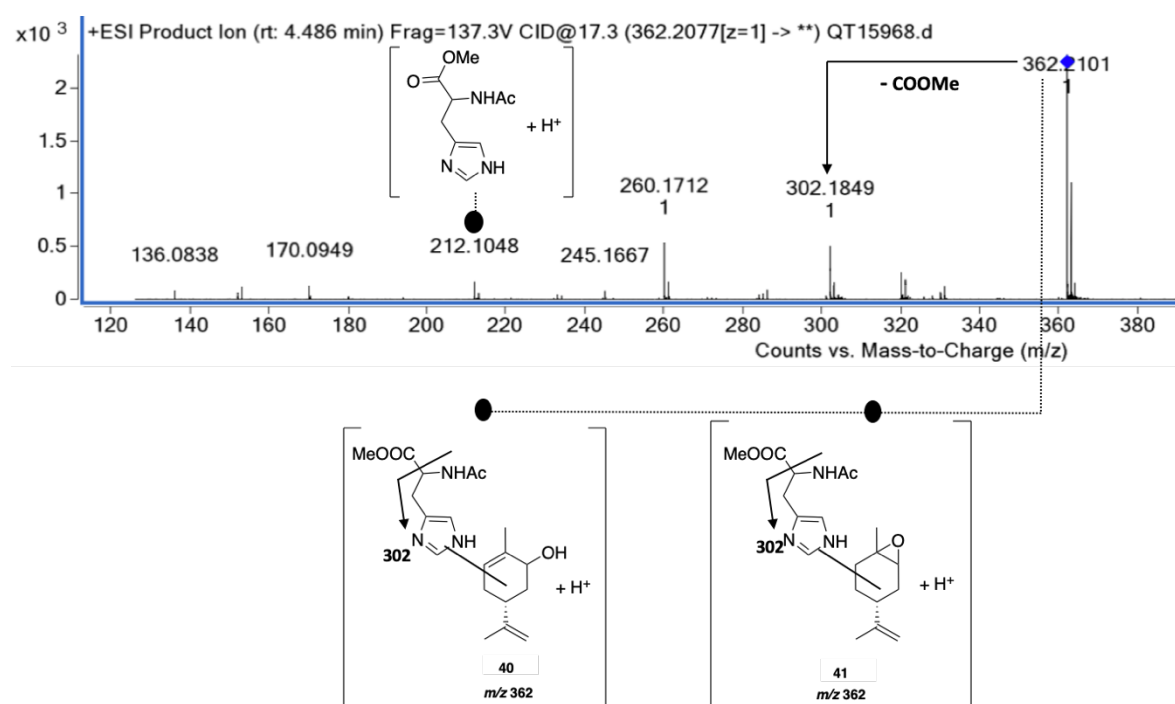 x10 3
+ESI Product Ion (rt: 4.486 min) Frag=137.3V CID@17.3 (362.2077[z=1] -> **) QT15968.d
2
1.5
1
0.5
0
OMe
O
NHAc
+ H+
N
NH
136.0838
170.0949
212.1048
245.1667
260.1712
1
302.1849
1
362.2101
1
- COOMe
120 140 160 180 200 220 240 260 280 300 320 340 360 380
Counts vs. Mass-to-Charge (m/z)
MeOOC
NHAc
302
N
NH
OH
+ H+
40
m/z 362
MeOOC
NHAc
302
N
NH
O
+ H+
41
m/z 362